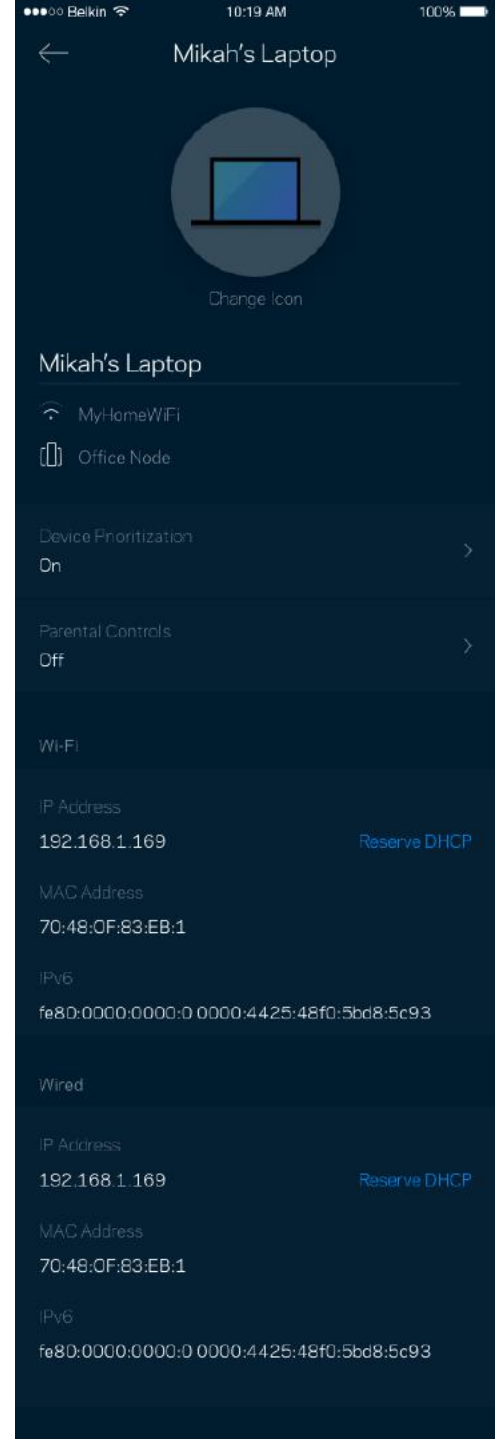 Belkin 10:19 AM 100%
Mikah's Laptop
Change Icon
Mikah's Laptop
MyHomeWiFi
Office Node
Device Prioritization
On
Parental Controls
Off
Wi-Fi
IP Address
192.168.1.169 Reserve DHCP
MAC Address
70:48:0F:83:EB:1
IPv6
fe80:0000:0000:0 0000:4425:48f0:5bd8:5c93
Wired
IP Address
192.168.1.169 Reserve DHCP
MAC Address
70:48:0F:83:EB:1
IPv6
fe80:0000:0000:0 0000:4425:48f0:5bd8:5c93